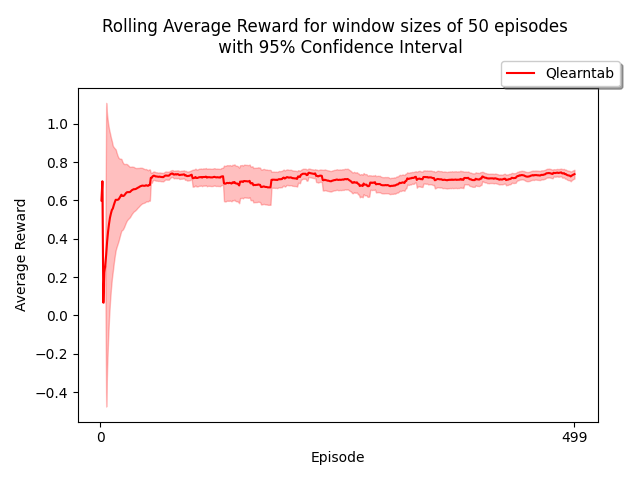 Rolling Average Reward for window sizes of 50 episodes
with 95% Confidence Interval
Qlearntab
1.0
0.8
0.6
0.4
0.2
0.0
−0.2
−0.4
Average Reward
0
499
Episode